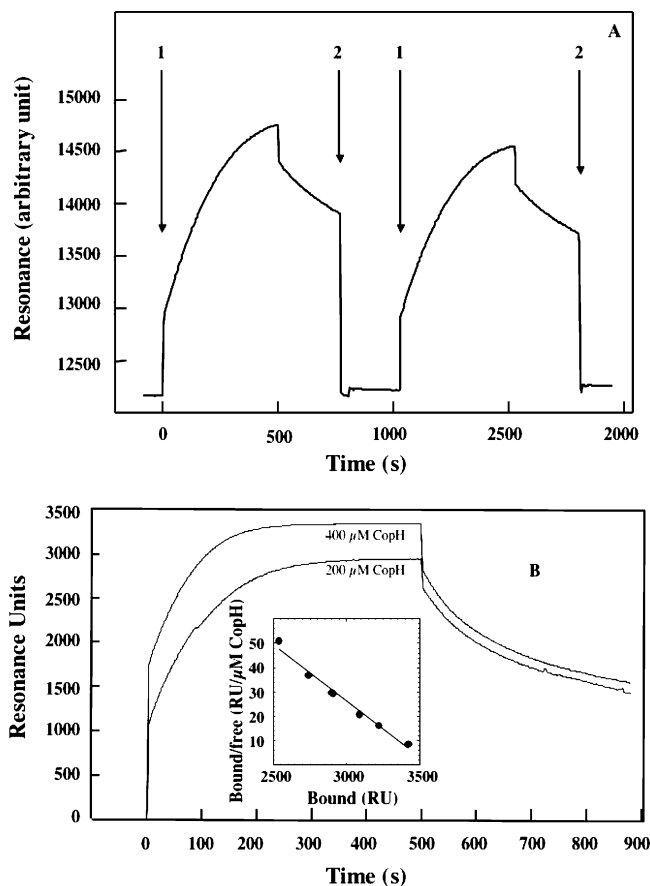 A
1 2 1 2
15000
14500
14000
13500
13000
12500
Resonance (arbitrary unit)
0 500 1000 2500 2000
Time (s)
3500
3000
2500
2000
1500
1000
500
0
Resonance Units
400 μM CopH
200 μM CopH
B
50
40
30
20
10
Bound/free (RU/μM CopH)
2500 3000 3500
Bound (RU)
0 100 200 300 400 500 600 700 800 900
Time (s)